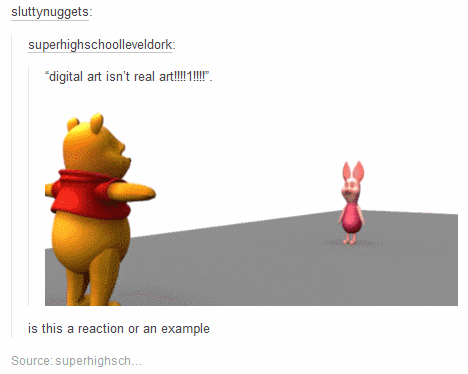 sluttynuggets:
superhighschoolleveldork:
“digital art isn’t real art!!!!1!!!!”.
is this a reaction or an example
Source: superhighsch...